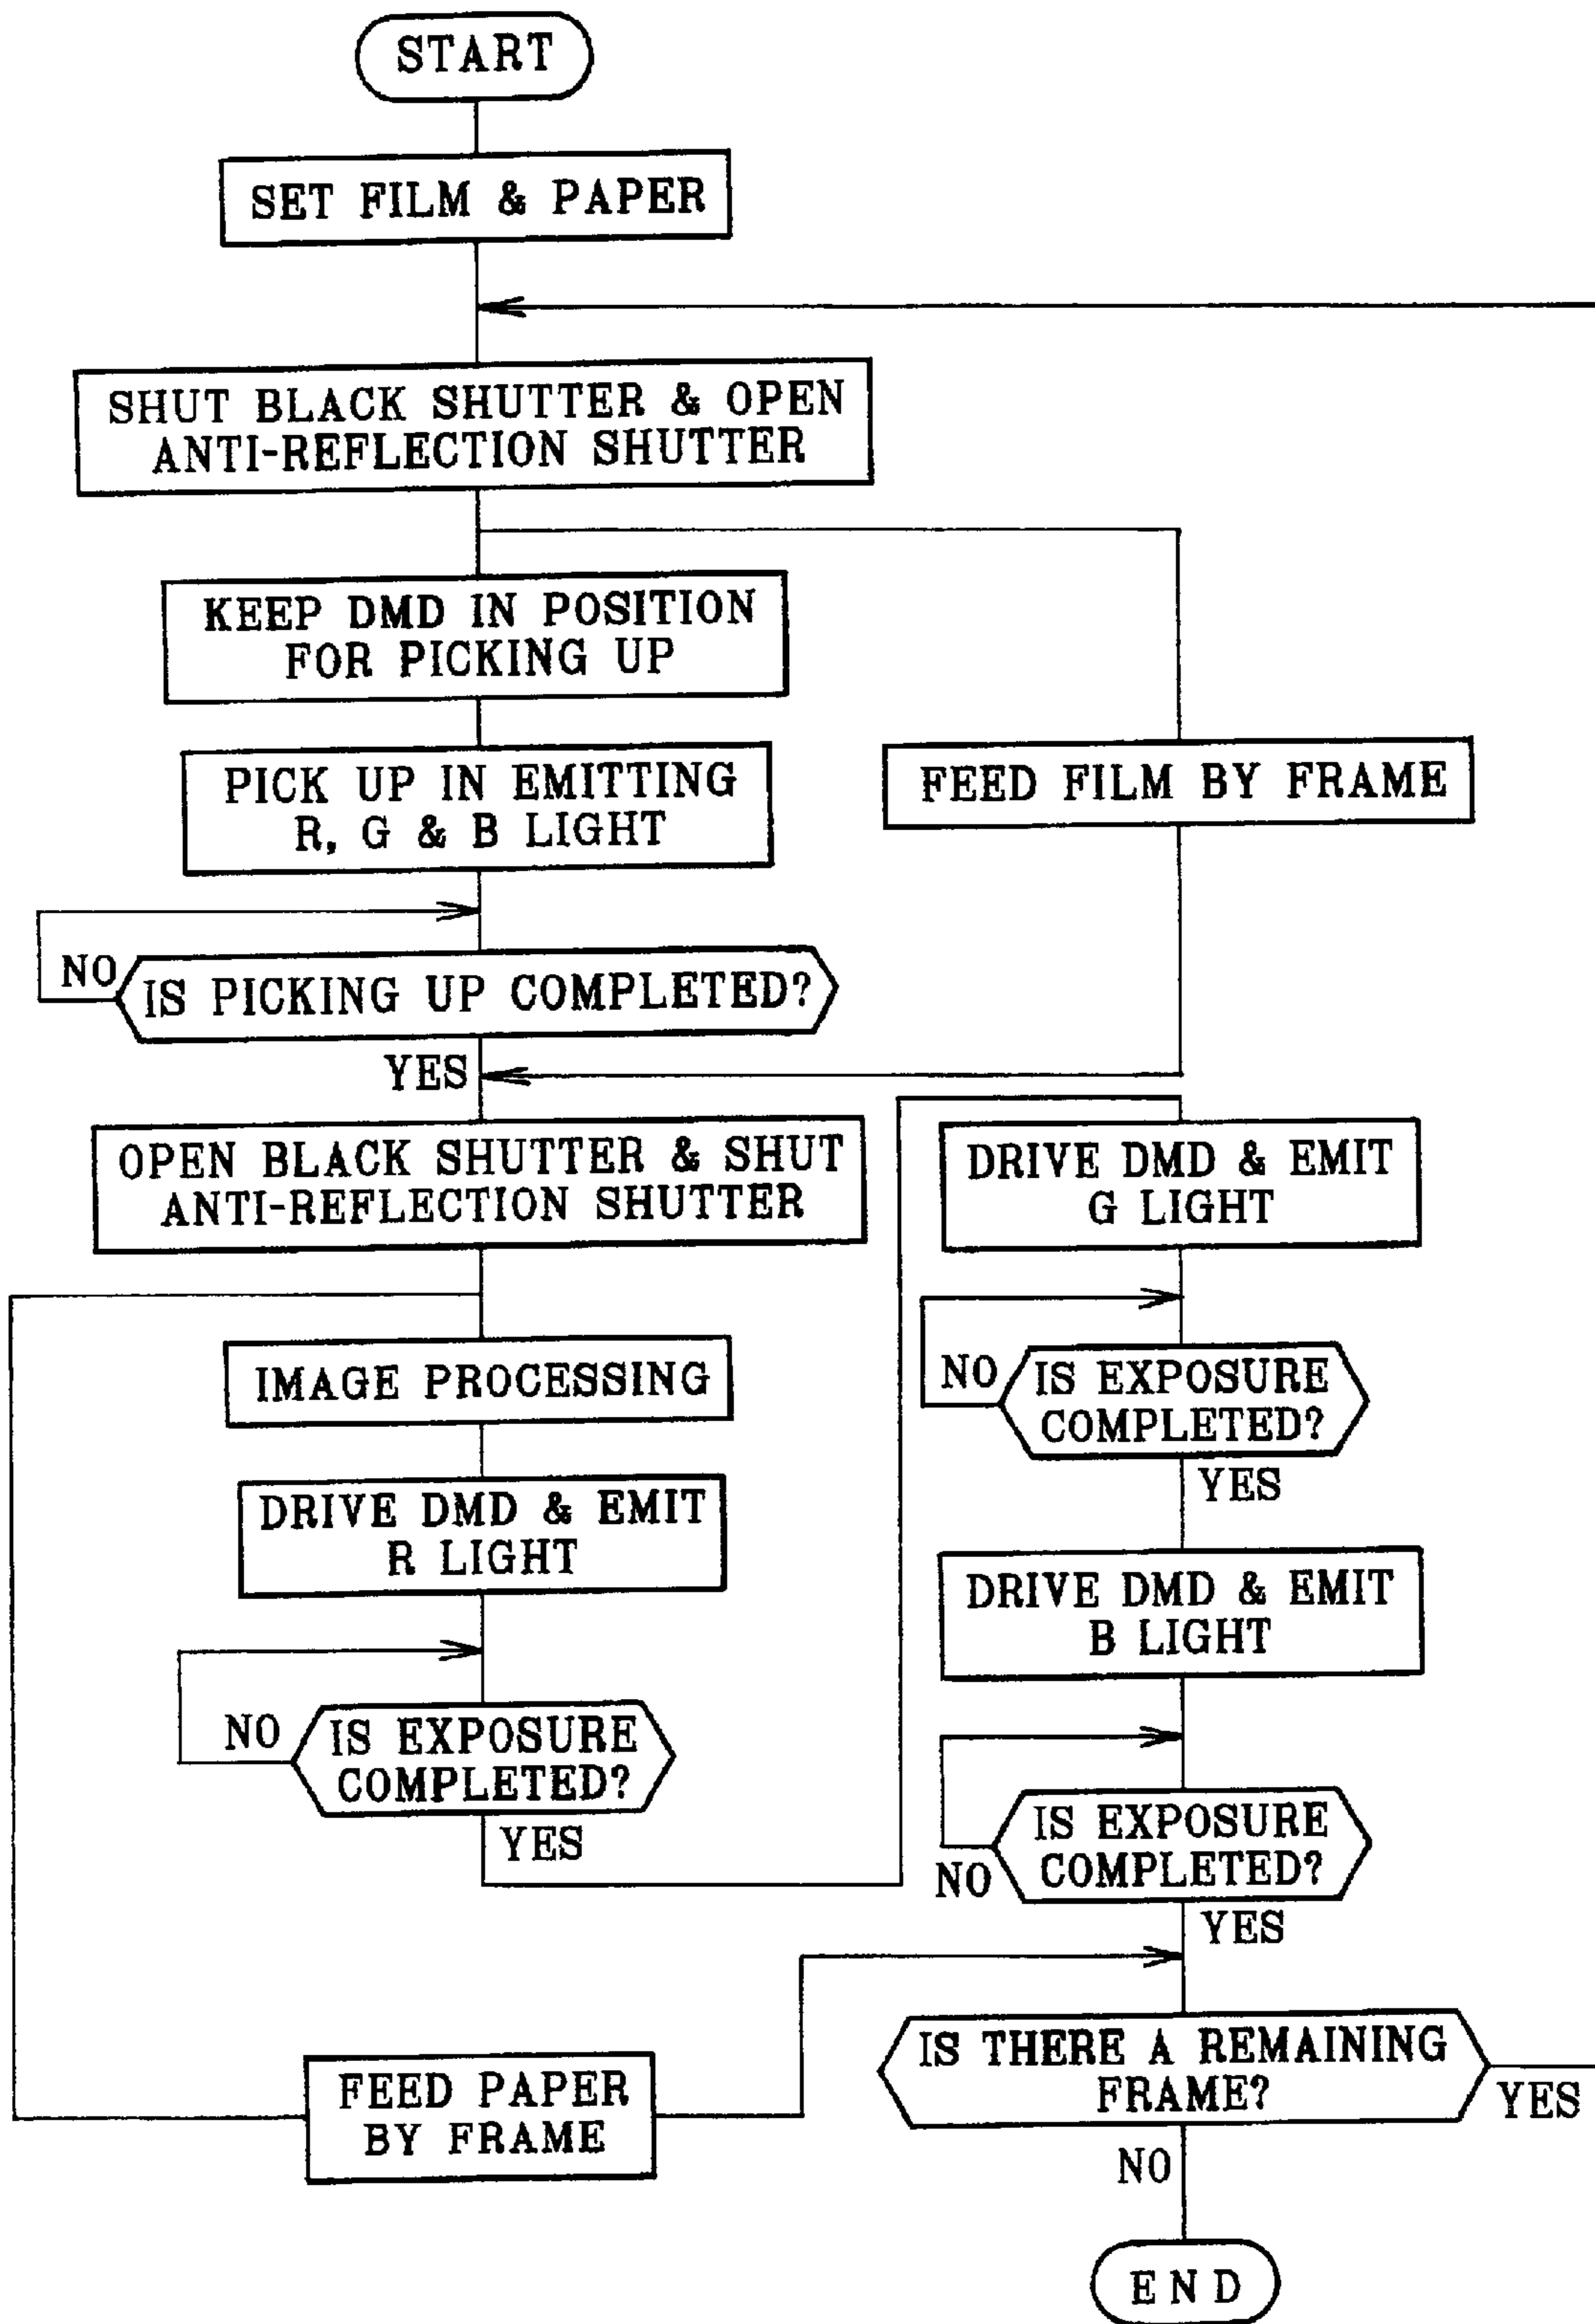 START
SET FILM & PAPER
SHUT BLACK SHUTTER & OPEN
ANTI-REFLECTION SHUTTER
KEEP DMD IN POSITION
FOR PICKING UP
PICK UP IN EMITTING
R, G & B LIGHT
FEED FILM BY FRAME
NO
IS PICKING UP COMPLETED?
YES
OPEN BLACK SHUTTER & SHUT
ANTI-REFLECTION SHUTTER
IMAGE PROCESSING
DRIVE DMD & EMIT
R LIGHT
NO
IS EXPOSURE
COMPLETED?
YES
DRIVE DMD & EMIT
G LIGHT
NO
IS EXPOSURE
COMPLETED?
YES
DRIVE DMD & EMIT
B LIGHT
IS EXPOSURE
COMPLETED?
NO
YES
FEED PAPER
BY FRAME
IS THERE A REMAINING
FRAME?
YES
NO
END